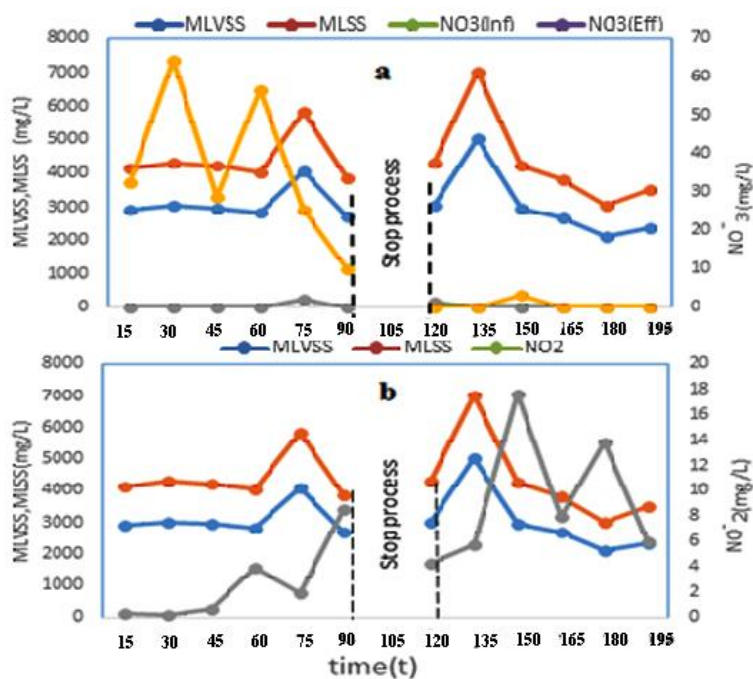 MLVSS MLSS NO3(Inf) NO3(Eff)
a
MLVSS,MLSS (mg/L)
8000
7000
6000
5000
4000
3000
2000
1000
0
Stop process
70
60
50
40
30
20
10
0
NO⁻3(mg/L)
15 30 45 60 75 90 105 120 135 150 165 180 195
MLVSS MLSS NO2
b
MLVSS,MLSS(mg/L)
8000
7000
6000
5000
4000
3000
2000
1000
0
Stop process
20
18
16
14
12
10
8
6
4
2
0
NO⁻2(mg/L)
15 30 45 60 75 90 105 120 135 150 165 180 195
time(t)